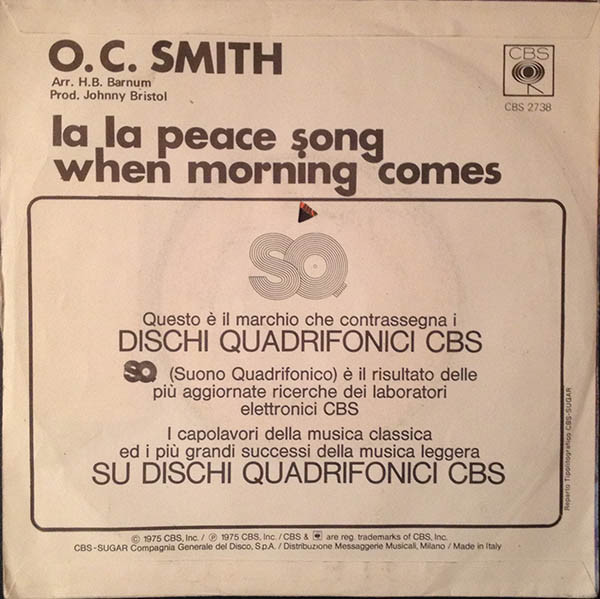 O.C. SMITH
Arr. H.B. Barnum
Prod. Johnny Bristol
CBS
CBS 2738
la la peace song
when morning comes
SQ
Questo è il marchio che contrassegna i
DISCHI QUADRIFONICI CBS
SQ (Suono Quadrifonico) è il risultato delle
più aggiornate ricerche dei laboratori
elettronici CBS
I capolavori della musica classica
ed i più grandi successi della musica leggera
SU DISCHI QUADRIFONICI CBS
Reparto Tipolitografico CBS-SUGAR
© 1975 CBS, Inc. / ℗ 1975 CBS, Inc. / CBS & are reg. trademarks of CBS, Inc.
CBS-SUGAR Compagnia Generale del Disco, S.p.A. / Distribuzione Messaggerie Musicali, Milano / Made in Italy